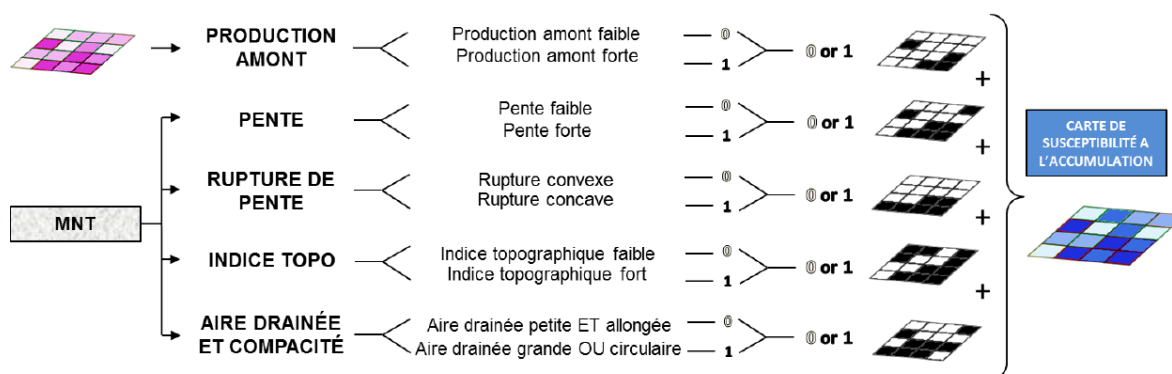 PRODUCTION
AMONT
Production amont faible
Production amont forte
0
1
0 or 1
+
PENTE
Pente faible
Pente forte
0
1
0 or 1
+
CARTE DE
SUSCEPTIBILITÉ A
L'ACCUMULATION
RUPTURE DE
PENTE
Rupture convexe
Rupture concave
0
1
0 or 1
+
MNT
INDICE TOPO
Indice topographique faible
Indice topographique fort
0
1
0 or 1
+
AIRE DRAINÉE
ET COMPACITÉ
Aire drainée petite ET allongée
Aire drainée grande OU circulaire
0
1
0 or 1